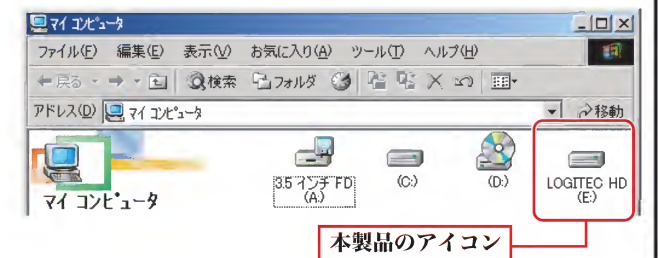 マイ コンピュータ
ファイル(F) 編集(E) 表示(V) お気に入り(A) ツール(T) ヘルプ(H)
戻る 検索 フォルダ
アドレス(D) マイ コンピュータ 移動
マイ コンピュータ
3.5 インチ FD
(A:)
(C:)
(D:)
LOGITEC HD
(E:)
本製品のアイコン